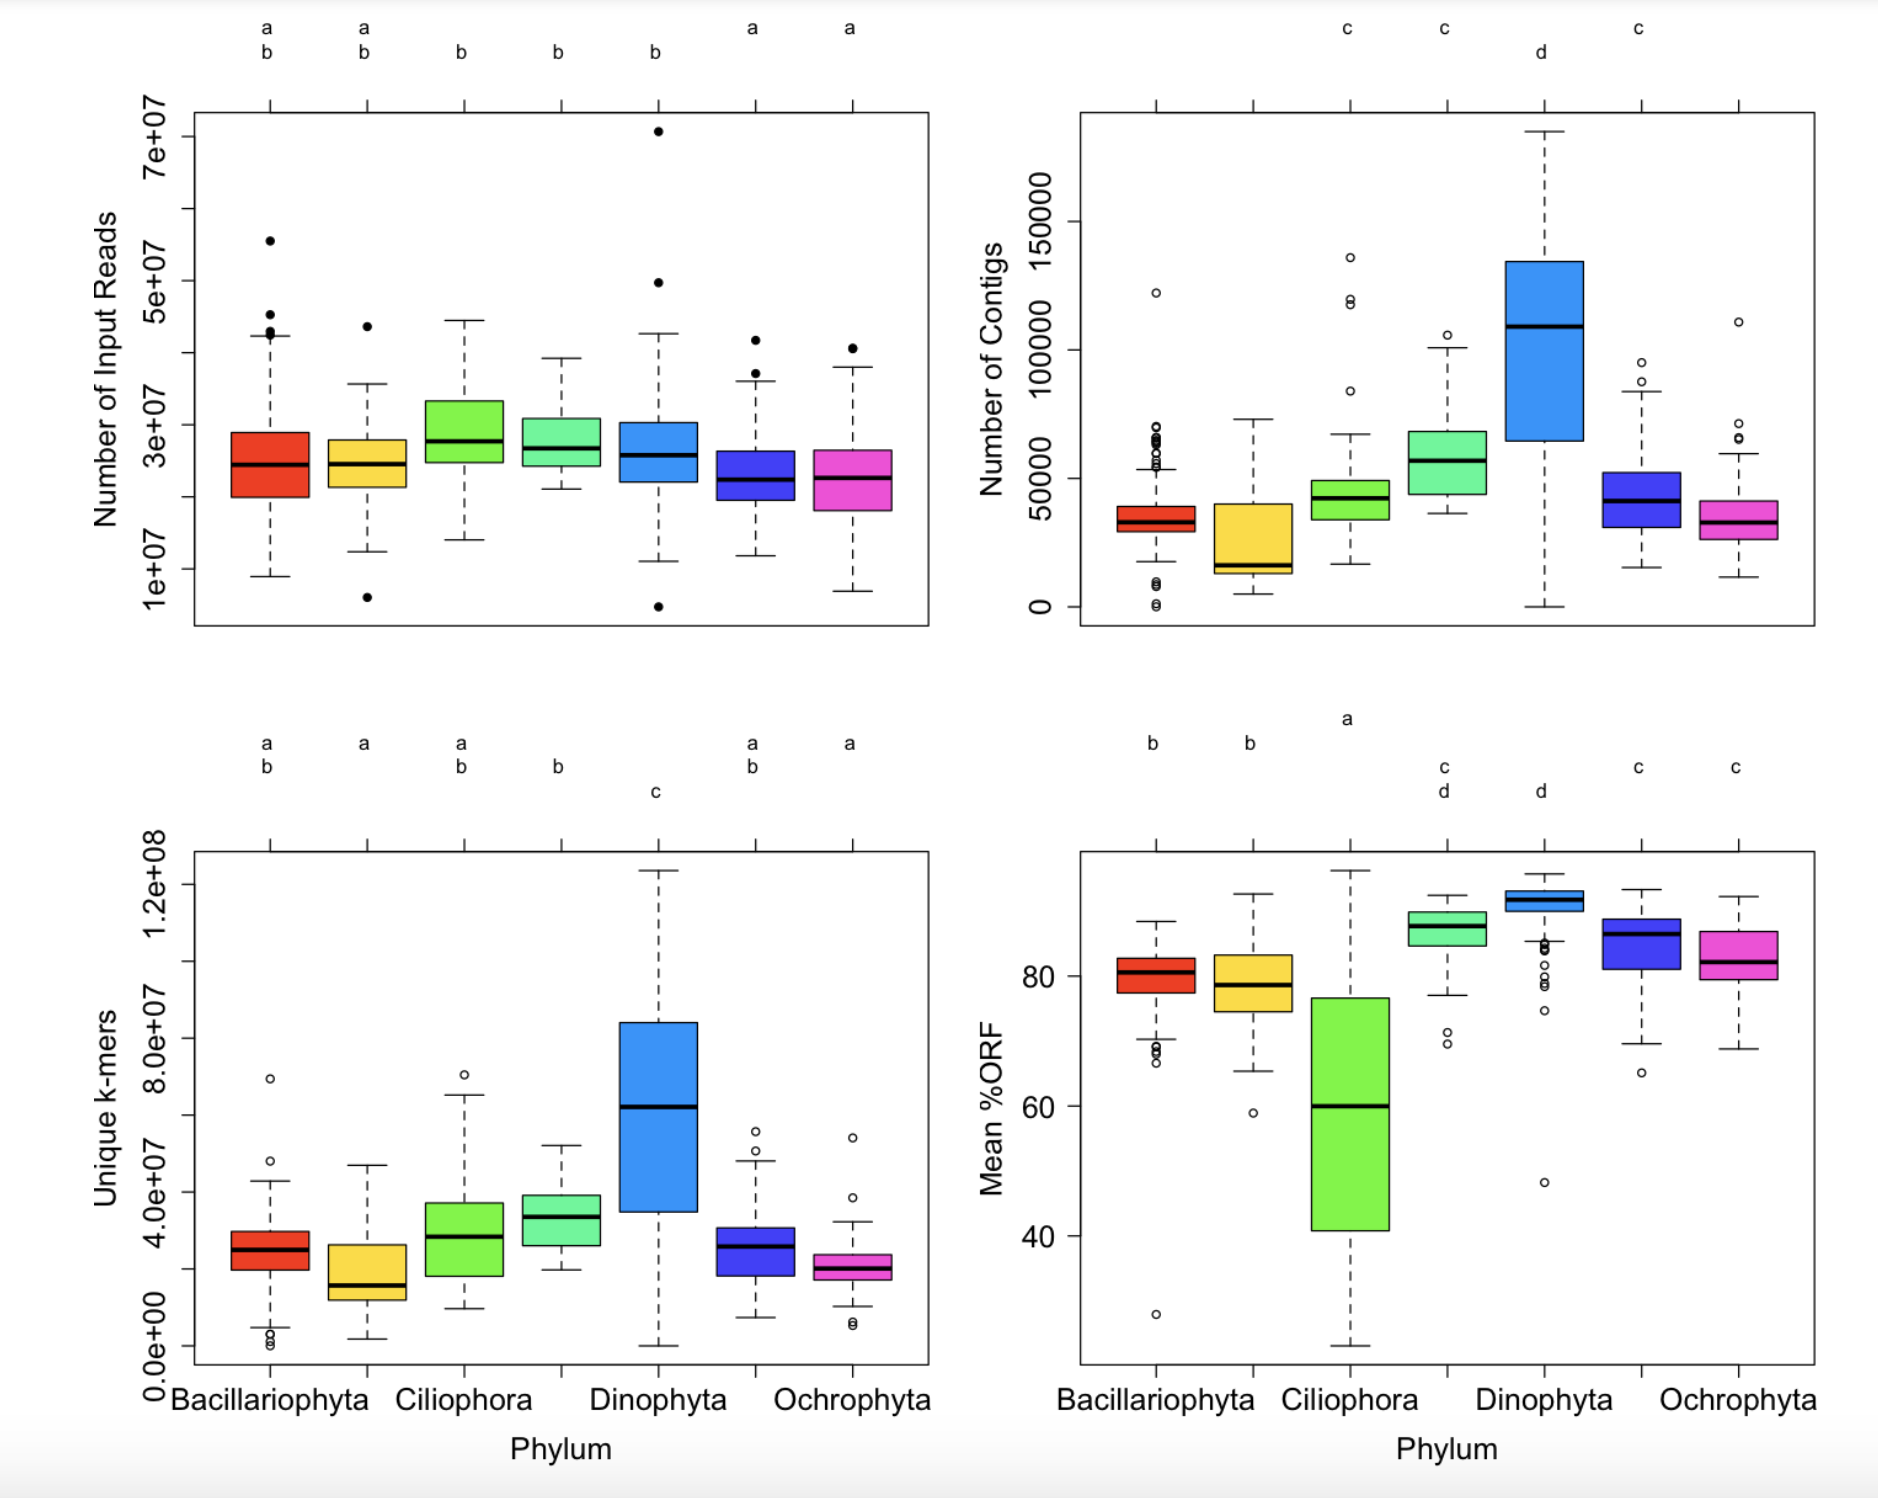 a a a a
b b b b b
c c c
d
Number of Input Reads
1e+07 3e+07 5e+07 7e+07
Number of Contigs
0 50000 100000 150000
a
a a a a a
b b b b
c
b b
c c c
d d
Unique k-mers
0.0e+00 4.0e+07 8.0e+07 1.2e+08
Bacillariophyta Ciliophora Dinophyta Ochrophyta
Phylum
Mean %ORF
80
60
40
Bacillariophyta Ciliophora Dinophyta Ochrophyta
Phylum